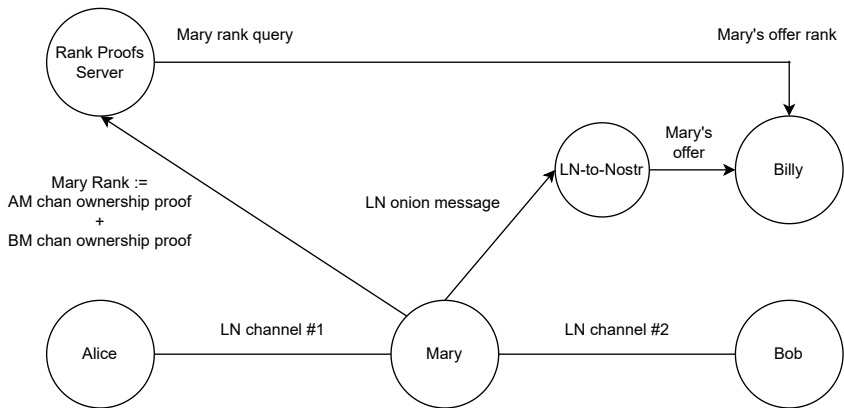 Mary rank query
Mary's offer rank
Rank Proofs
Server
Mary's
offer
LN-to-Nostr
Billy
Mary Rank :=
AM chan ownership proof
+
BM chan ownership proof
LN onion message
LN channel #1
LN channel #2
Alice
Mary
Bob